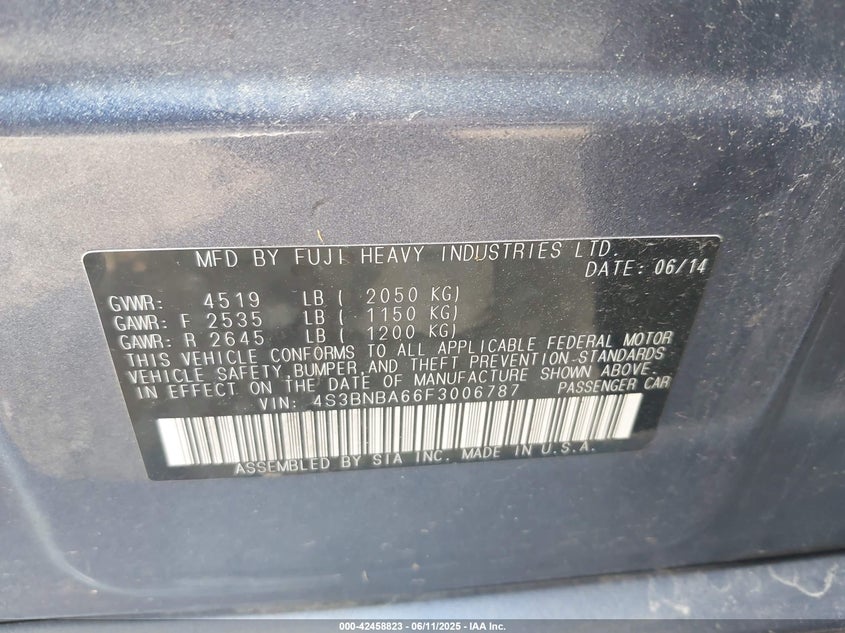 MFD BY FUJI HEAVY INDUSTRIES LTD.
DATE: 06/14
GVWR: 4519 LB ( 2050 KG)
GAWR: F 2535 LB ( 1150 KG)
GAWR: R 2645 LB ( 1200 KG)
THIS VEHICLE CONFORMS TO ALL APPLICABLE FEDERAL MOTOR
VEHICLE SAFETY, BUMPER, AND THEFT PREVENTION-STANDARDS
IN EFFECT ON THE DATE OF MANUFACTURE SHOWN ABOVE.
VIN: 4S3BNBA66F3006787 PASSENGER CAR
ASSEMBLED BY SIA INC. MADE IN U.S.A.
000-42458823 - 06/11/2025 - IAA Inc.